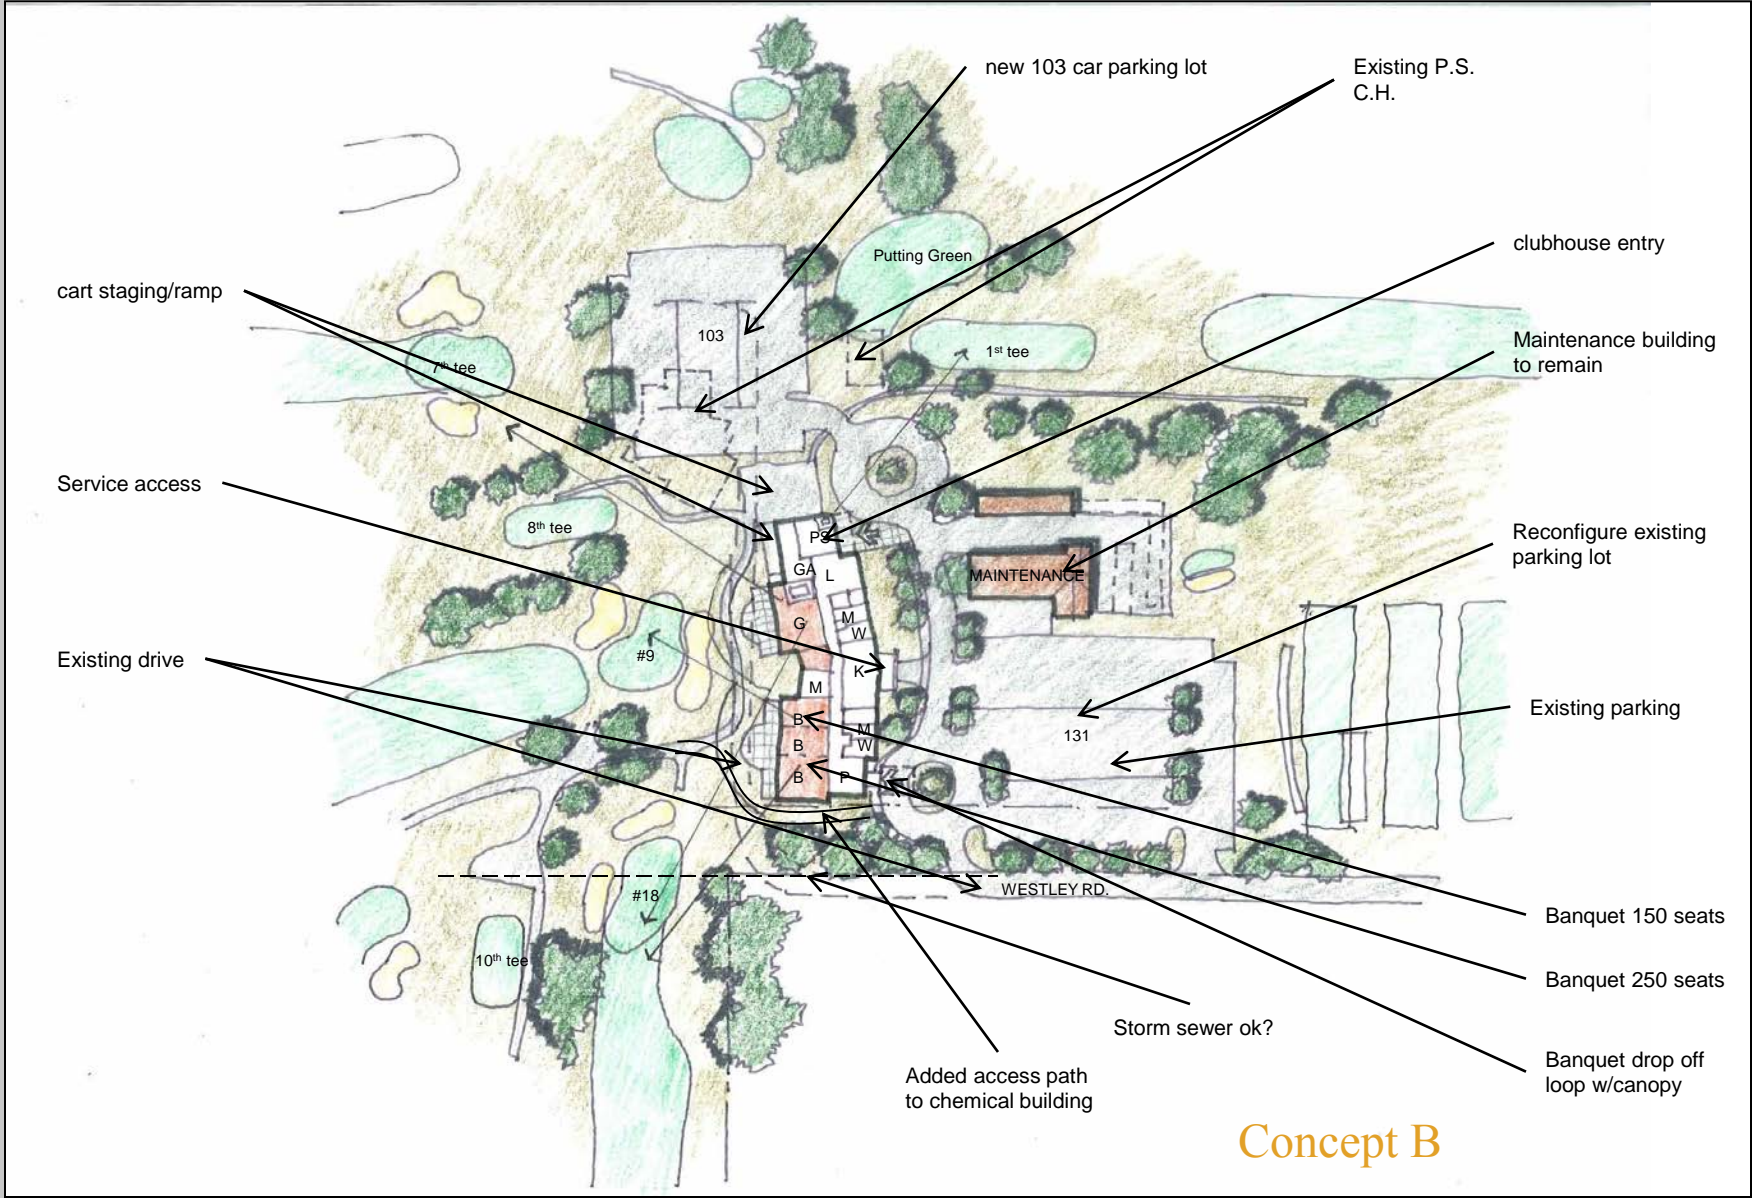 new 103 car parking lot
Existing P.S.
C.H.
clubhouse entry
Putting Green
cart staging/ramp
103
1st tee
Maintenance building
to remain
7th tee
Service access
8th tee
PS
Reconfigure existing
parking lot
GA
L
MAINTENANCE
G
M
W
#9
Existing drive
K
M
B
Existing parking
M
131
B
W
B
P
WESTLEY RD.
#18
Banquet 150 seats
10th tee
Banquet 250 seats
Storm sewer ok?
Banquet drop off
loop w/canopy
Added access path
to chemical building
Concept B